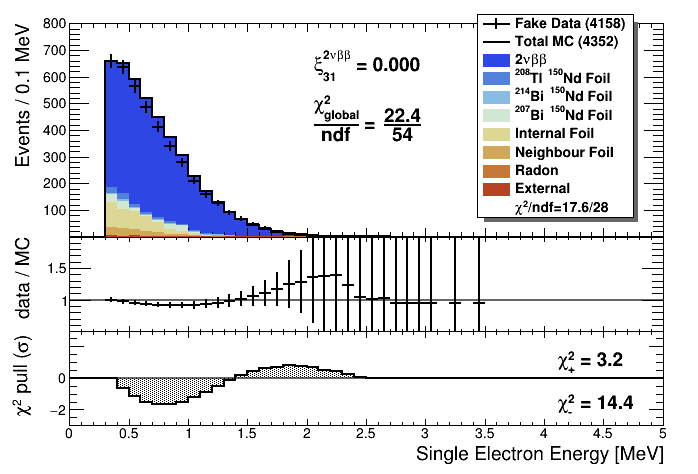 Fake Data (4158)
Total MC (4352)
2νββ
²⁰⁸Tl ¹⁵⁰Nd Foil
²¹⁴Bi ¹⁵⁰Nd Foil
²⁰⁷Bi ¹⁵⁰Nd Foil
Internal Foil
Neighbour Foil
Radon
External
χ²/ndf=17.6/28
ξ²ᵛᵝᵝ₃₁ = 0.000
χ²global/ndf = 22.4/54
Events / 0.1 MeV
800
700
600
500
400
300
200
100
data / MC
1.5
1
χ² pull (σ)
0
−2
χ²₊ = 3.2
χ²₋ = 14.4
0 0.5 1 1.5 2 2.5 3 3.5 4 4.5 5
Single Electron Energy [MeV]